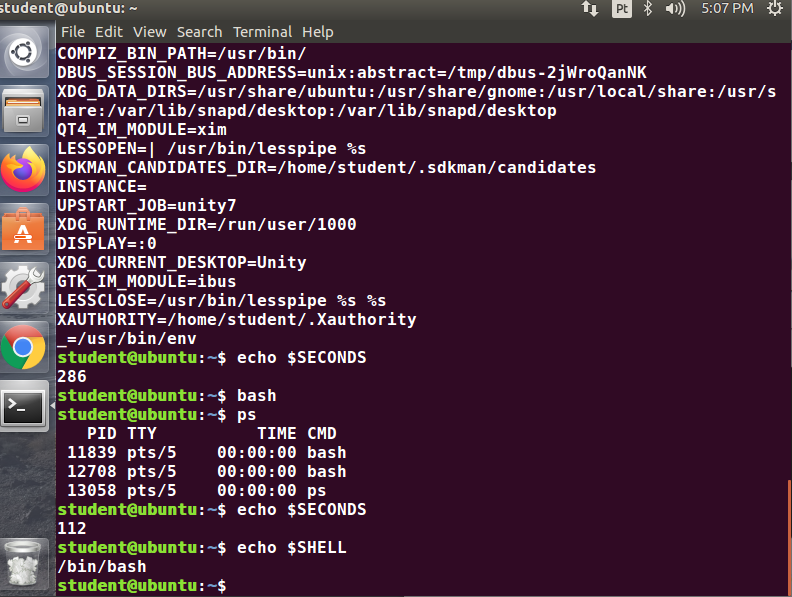 student@ubuntu: ~
Pt
5:07 PM
File Edit View Search Terminal Help
COMPIZ_BIN_PATH=/usr/bin/
DBUS_SESSION_BUS_ADDRESS=unix:abstract=/tmp/dbus-2jWroQanNK
XDG_DATA_DIRS=/usr/share/ubuntu:/usr/share/gnome:/usr/local/share:/usr/s
hare:/var/lib/snapd/desktop:/var/lib/snapd/desktop
QT4_IM_MODULE=xim
LESSOPEN=| /usr/bin/lesspipe %s
SDKMAN_CANDIDATES_DIR=/home/student/.sdkman/candidates
INSTANCE=
UPSTART_JOB=unity7
XDG_RUNTIME_DIR=/run/user/1000
DISPLAY=:0
XDG_CURRENT_DESKTOP=Unity
GTK_IM_MODULE=ibus
LESSCLOSE=/usr/bin/lesspipe %s %s
XAUTHORITY=/home/student/.Xauthority
_=/usr/bin/env
student@ubuntu:~$ echo $SECONDS
286
student@ubuntu:~$ bash
student@ubuntu:~$ ps
   PID TTY          TIME CMD
 11839 pts/5    00:00:00 bash
 12708 pts/5    00:00:00 bash
 13058 pts/5    00:00:00 ps
student@ubuntu:~$ echo $SECONDS
112
student@ubuntu:~$ echo $SHELL
/bin/bash
student@ubuntu:~$